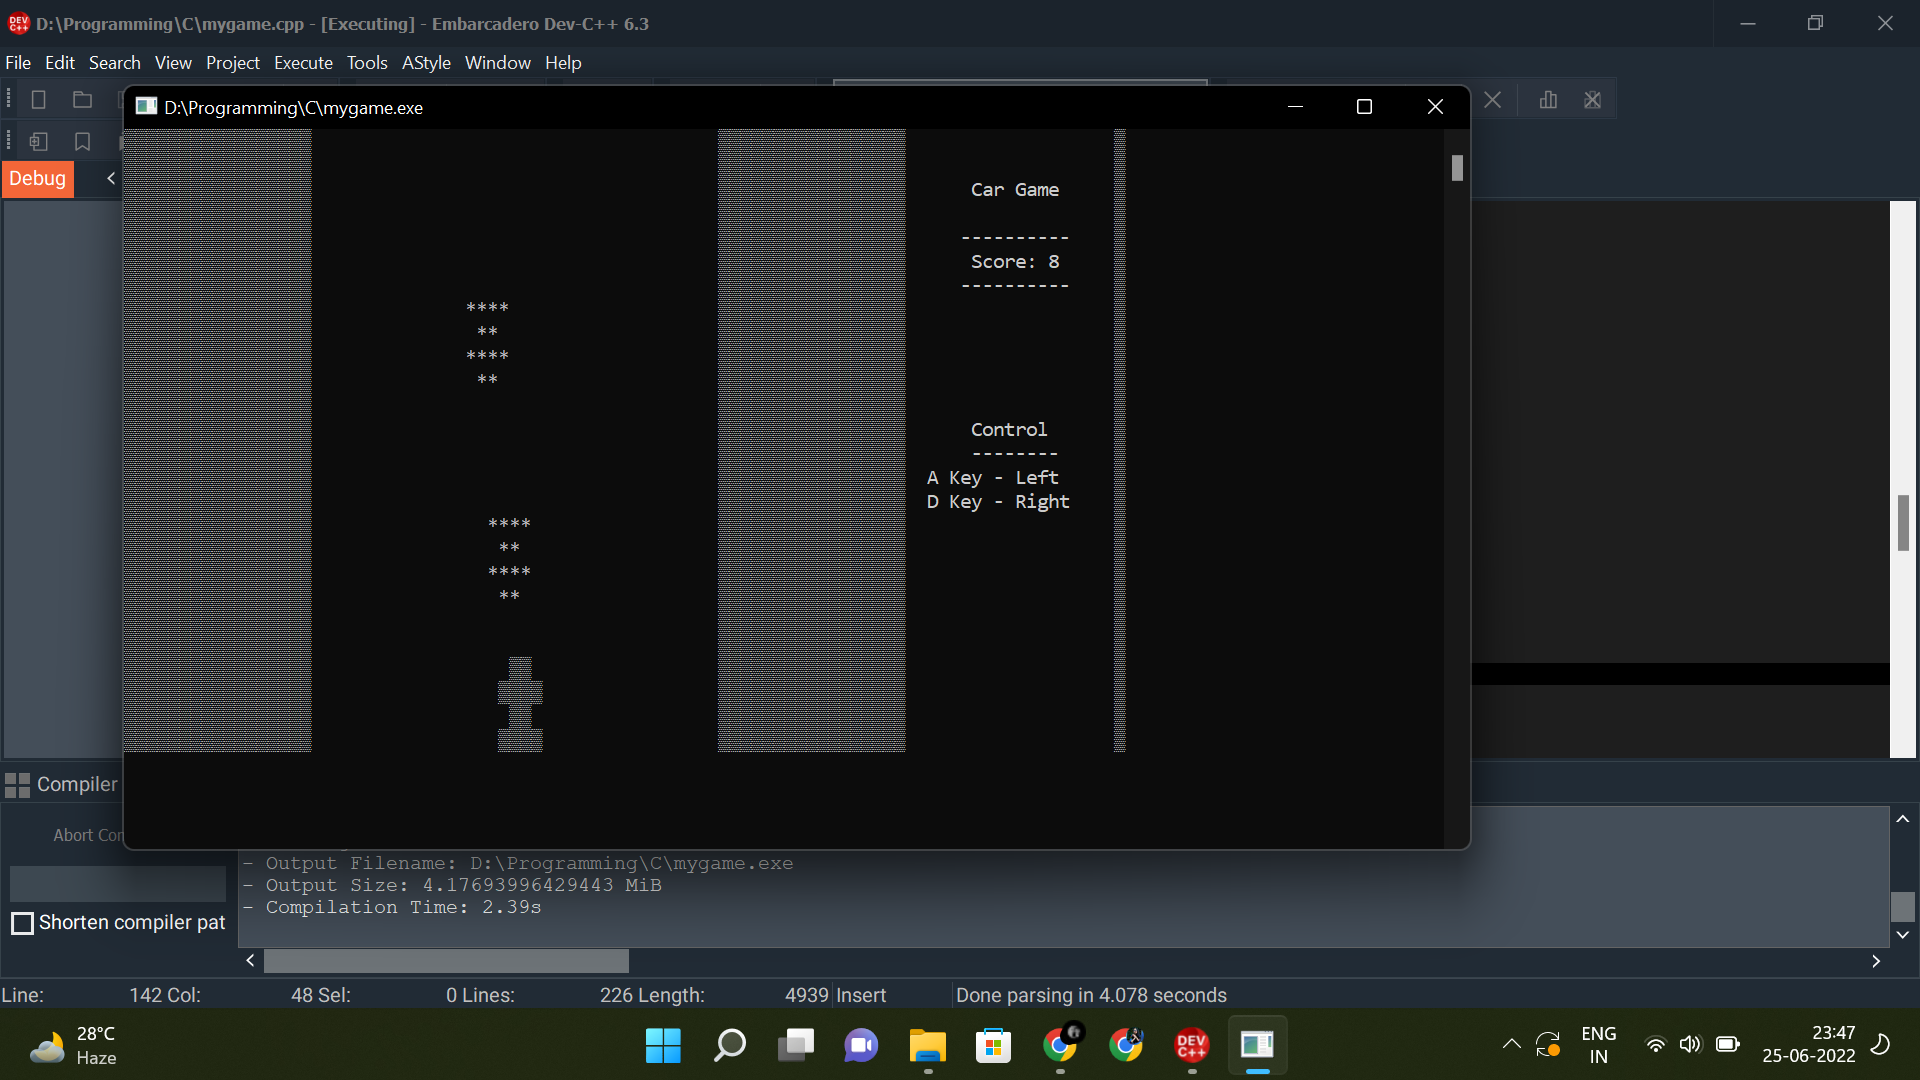 D:\Programming\C\mygame.cpp - [Executing] - Embarcadero Dev-C++ 6.3
File Edit Search View Project Execute Tools AStyle Window Help
D:\Programming\C\mygame.exe
Debug
Car Game
----------
Score: 8
----------
****
**
****
**
Control
--------
A Key - Left
D Key - Right
****
**
****
**
Compiler
Abort Con
- Output Filename: D:\Programming\C\mygame.exe
- Output Size: 4.17693996429443 MiB
- Compilation Time: 2.39s
Shorten compiler pat
Line: 142 Col: 48 Sel: 0 Lines: 226 Length: 4939 Insert Done parsing in 4.078 seconds
28°C
Haze
DEV
C++
ENG
IN
23:47
25-06-2022